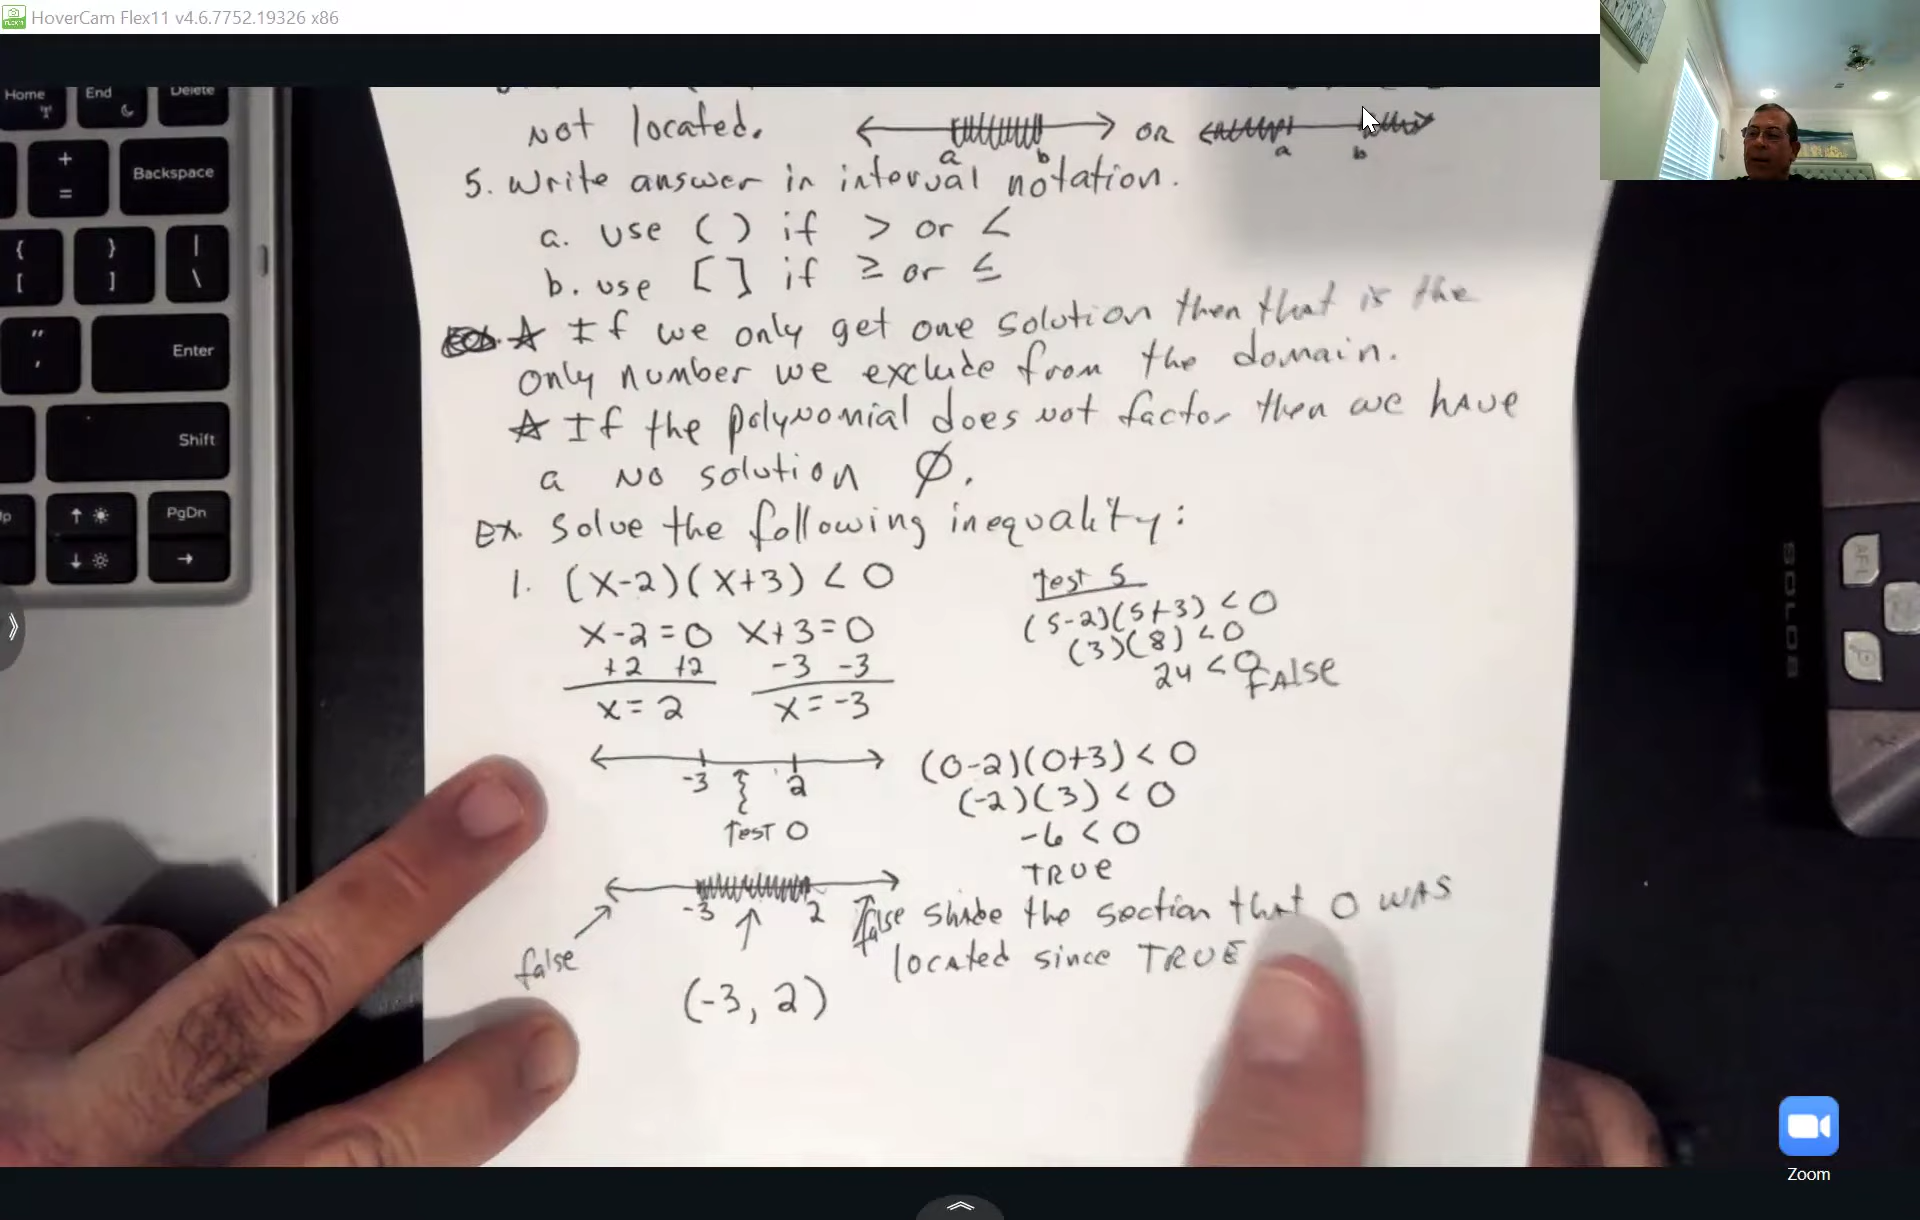 HoverCam Flex11 v4.6.7752.19326 x86
Home End Delete
+ = Backspace
{ [ } ] | \
" , Enter
Shift
PgDn
SOLO8
Not located. a b OR a b
5. Write answer in interval notation.
a. use ( ) if > or <
b. use [ ] if ≥ or ≤
☆ If we only get one solution then that is the
only number we exclude from the domain.
☆ If the polynomial does not factor then we have
a NO solution Ø.
Ex. Solve the following inequality:
1. (x-2)(x+3) < 0
x-2=0 x+3=0
+2 +2 -3 -3
x=2 x=-3
Test 5
(5-2)(5+3) < 0
(3)(8) < 0
24 < 0 FAlse
-3 2
Test 0
(0-2)(0+3) < 0
(-2)(3) < 0
-6 < 0
TRUe
-3 2 false shade the section that 0 WAS
false located since TRUE
(-3, 2)
Zoom